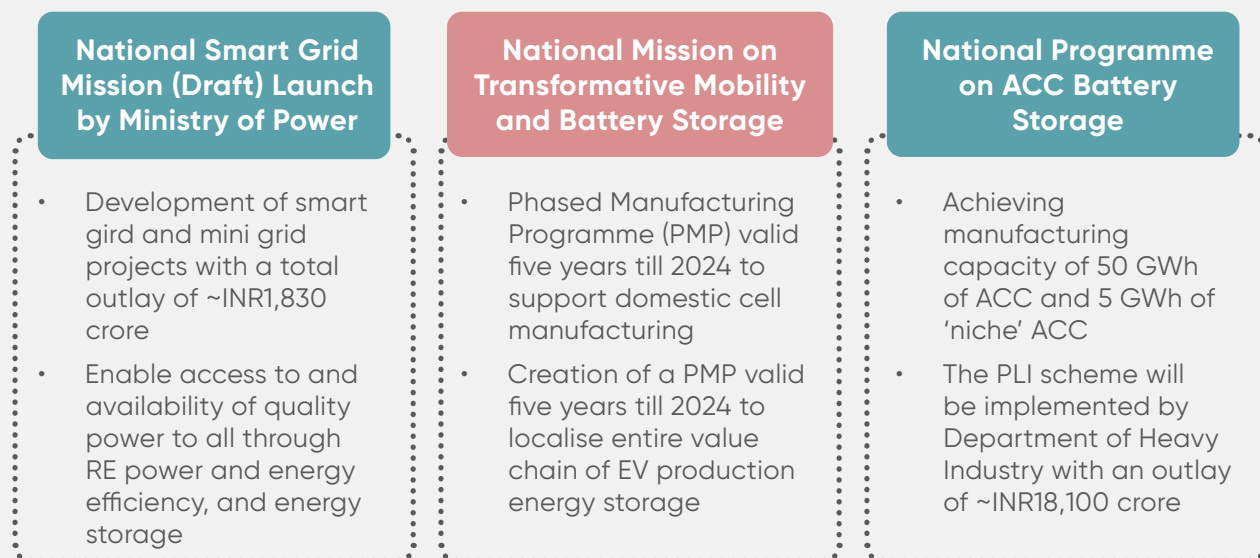 National Smart Grid
Mission (Draft) Launch
by Ministry of Power
• Development of smart
gird and mini grid
projects with a total
outlay of ~INR1,830
crore
• Enable access to and
availability of quality
power to all through
RE power and energy
efficiency, and energy
storage
National Mission on
Transformative Mobility
and Battery Storage
• Phased Manufacturing
Programme (PMP) valid
five years till 2024 to
support domestic cell
manufacturing
• Creation of a PMP valid
five years till 2024 to
localise entire value
chain of EV production
energy storage
National Programme
on ACC Battery
Storage
• Achieving
manufacturing
capacity of 50 GWh
of ACC and 5 GWh of
‘niche’ ACC
• The PLI scheme will
be implemented by
Department of Heavy
Industry with an outlay
of ~INR18,100 crore